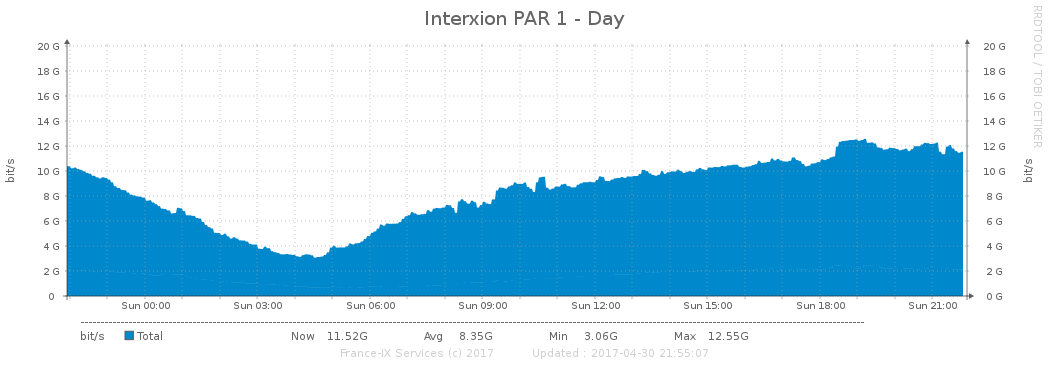 Interxion PAR 1 - Day
RRDTOOL / TOBI OETIKER
20 G 20 G
18 G 18 G
16 G 16 G
14 G 14 G
12 G 12 G
10 G 10 G
8 G 8 G
6 G 6 G
4 G 4 G
2 G 2 G
0 0 G
bit/s bit/s
Sun 00:00 Sun 03:00 Sun 06:00 Sun 09:00 Sun 12:00 Sun 15:00 Sun 18:00 Sun 21:00
bit/s Total Now 11.52G Avg 8.35G Min 3.06G Max 12.55G
France-IX Services (c) 2017 Updated : 2017-04-30 21:55:07